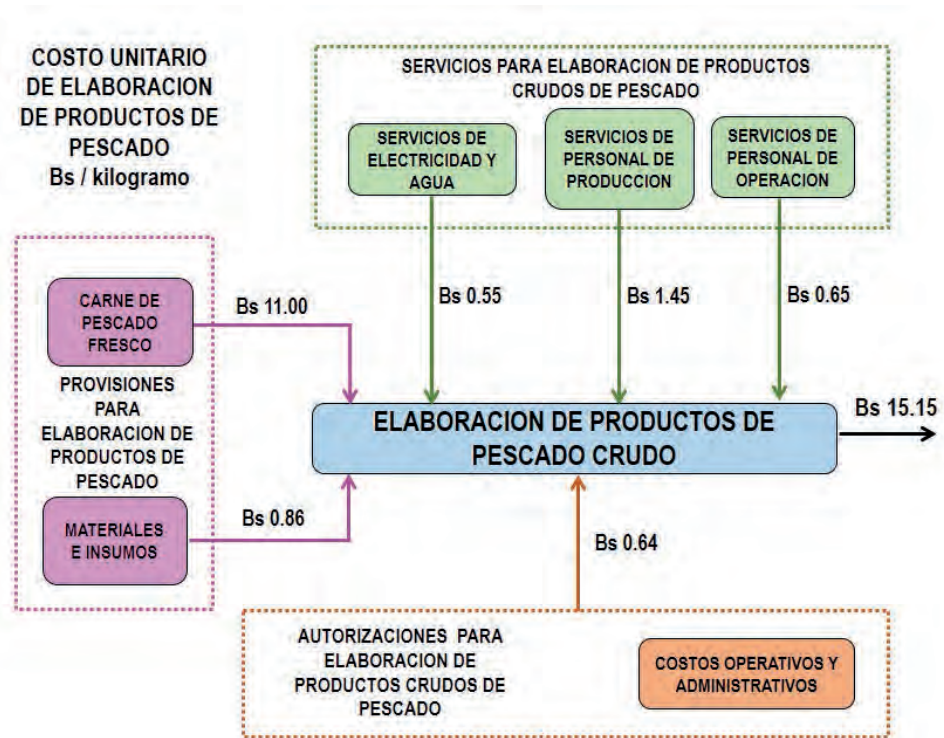 COSTO UNITARIO
DE ELABORACION
DE PRODUCTOS DE
PESCADO
Bs / kilogramo
SERVICIOS PARA ELABORACION DE PRODUCTOS
CRUDOS DE PESCADO
SERVICIOS DE
ELECTRICIDAD Y
AGUA
SERVICIOS DE
PERSONAL DE
PRODUCCION
SERVICIOS DE
PERSONAL DE
OPERACION
Bs 0.55
Bs 1.45
Bs 0.65
CARNE DE
PESCADO
FRESCO
Bs 11.00
PROVISIONES
PARA
ELABORACION DE
PRODUCTOS DE
PESCADO
MATERIALES
E INSUMOS
Bs 0.86
ELABORACION DE PRODUCTOS DE
PESCADO CRUDO
Bs 15.15
Bs 0.64
AUTORIZACIONES PARA
ELABORACION DE
PRODUCTOS CRUDOS DE
PESCADO
COSTOS OPERATIVOS Y
ADMINISTRATIVOS